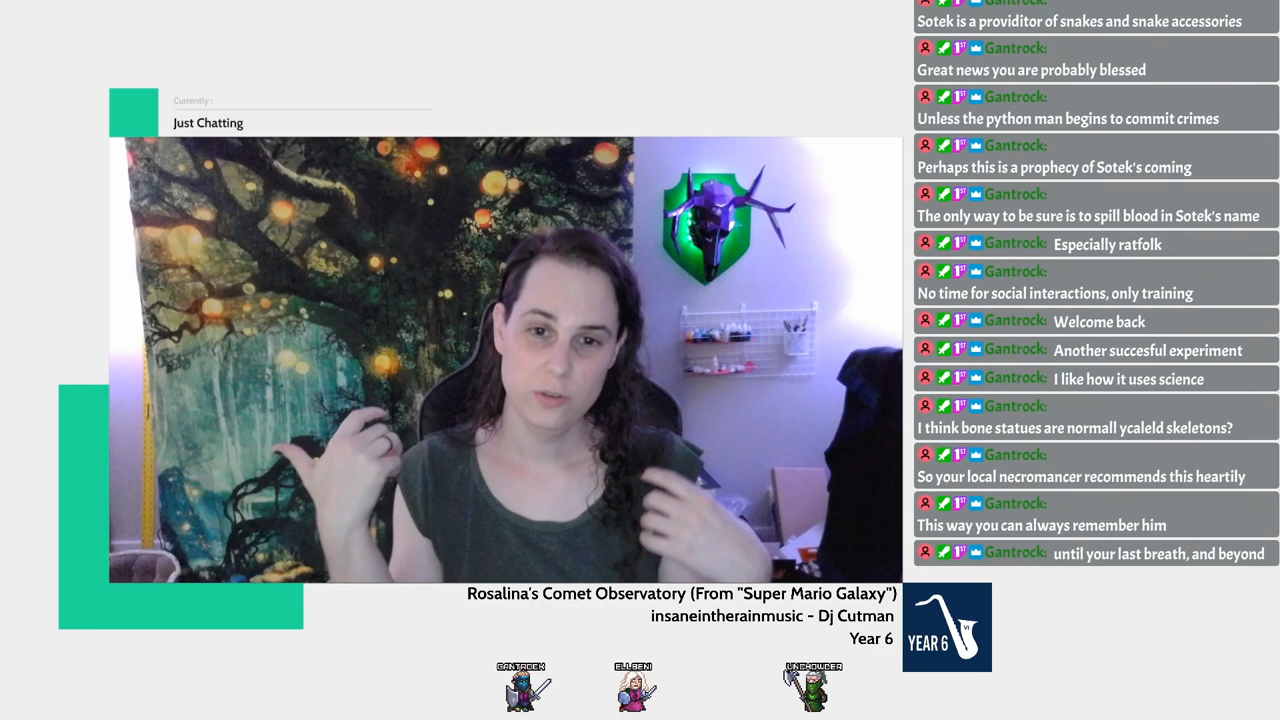 Sotek is a providitor of snakes and snake accessories
Gantrock:
Great news you are probably blessed
Gantrock:
Unless the python man begins to commit crimes
Gantrock:
Perhaps this is a prophecy of Sotek's coming
Gantrock:
The only way to be sure is to spill blood in Sotek's name
Gantrock: Especially ratfolk
Gantrock:
No time for social interactions, only training
Gantrock: Welcome back
Gantrock: Another succesful experiment
Gantrock: I like how it uses science
Gantrock:
I think bone statues are normall ycaleld skeletons?
Gantrock:
So your local necromancer recommends this heartily
Gantrock:
This way you can always remember him
Gantrock: until your last breath, and beyond
Currently :
Just Chatting
Rosalina's Comet Observatory (From "Super Mario Galaxy")
insaneintherainmusic - Dj Cutman
Year 6
YEAR 6
VI
GANTROCK
ELLBENI
UNCHOWDER